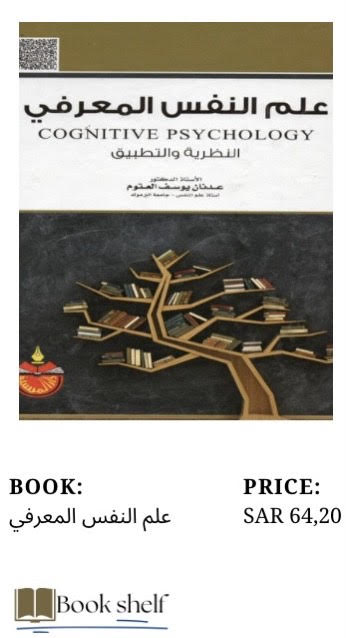 علم النفس المعرفي
COGNITIVE PSYCHOLOGY
النظرية والتطبيق
الأستاذ الدكتور
عدنان يوسف العتوم
أستاذ علم النفس - جامعة اليرموك
BOOK:
علم النفس المعرفي
PRICE:
SAR 64,20
Book shelf